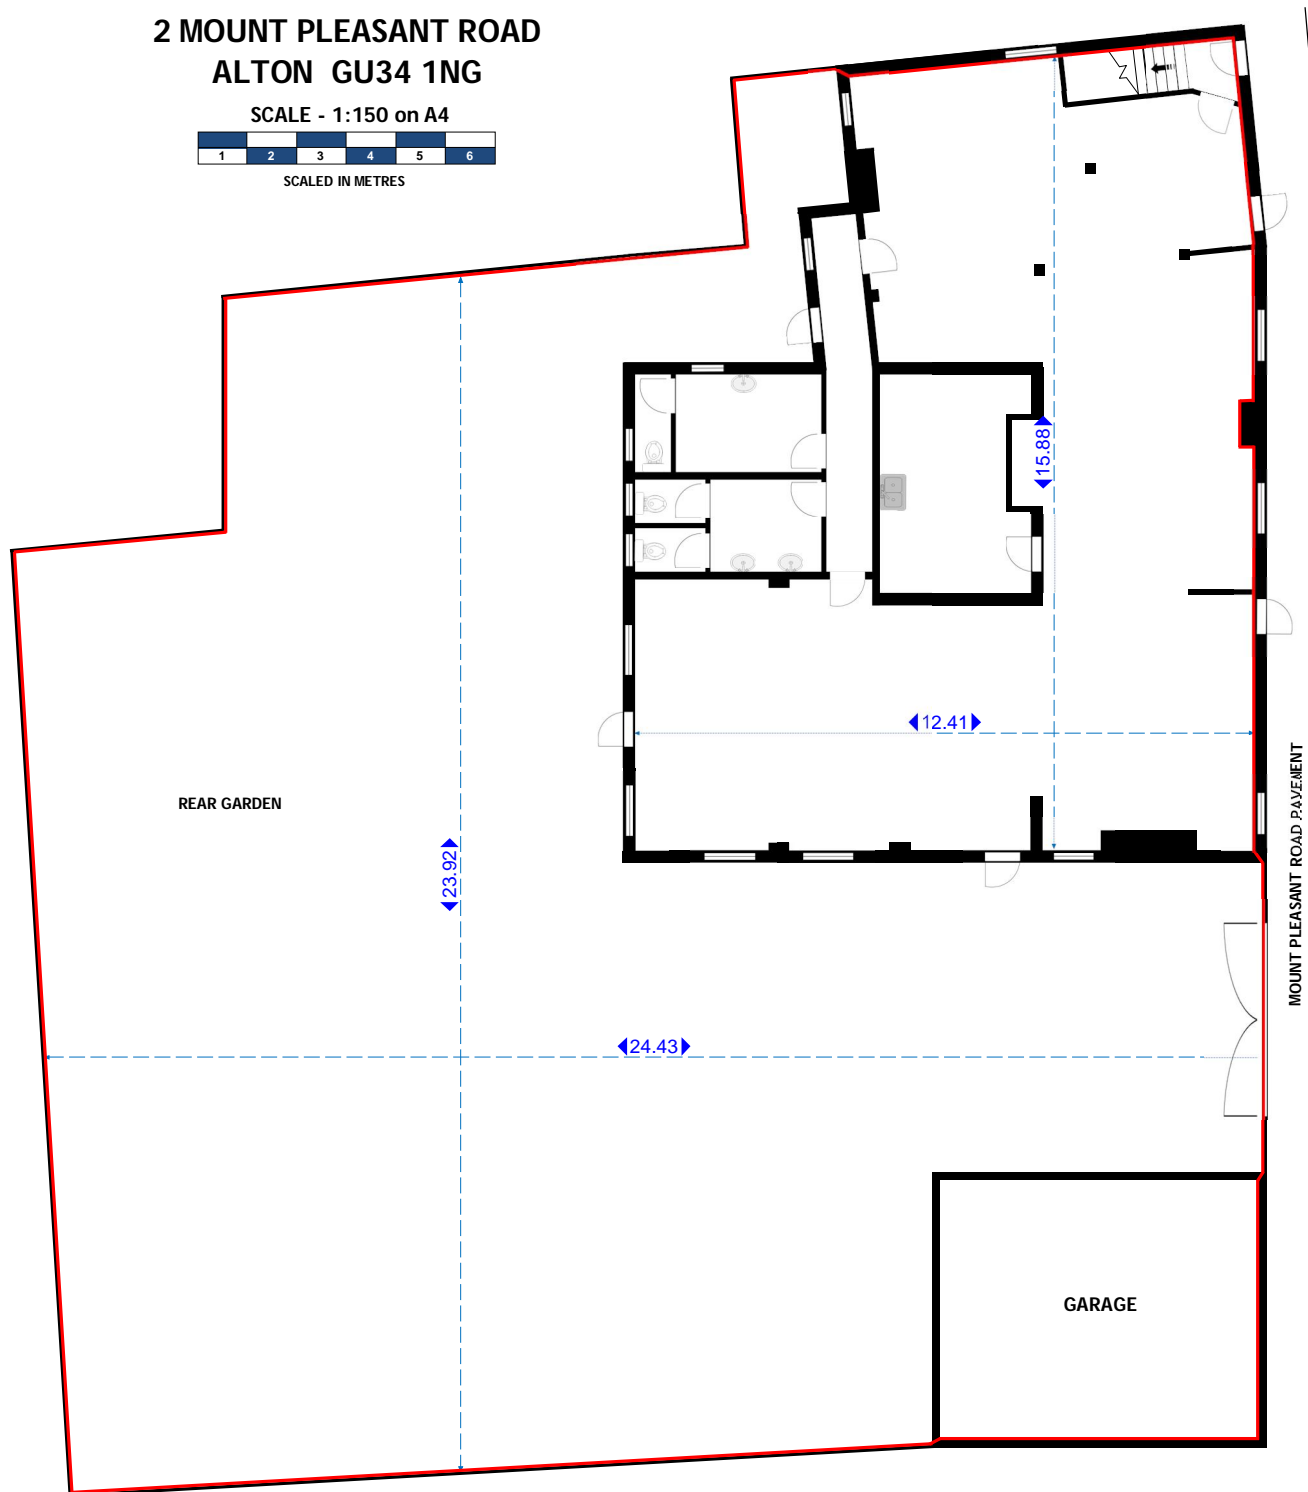 2 MOUNT PLEASANT ROAD
ALTON GU34 1NG
SCALE - 1:150 on A4
1 2 3 4 5 6
SCALED IN METRES
15.88
12.41
REAR GARDEN
23.92
MOUNT PLEASANT ROAD PAVEMENT
24.43
GARAGE